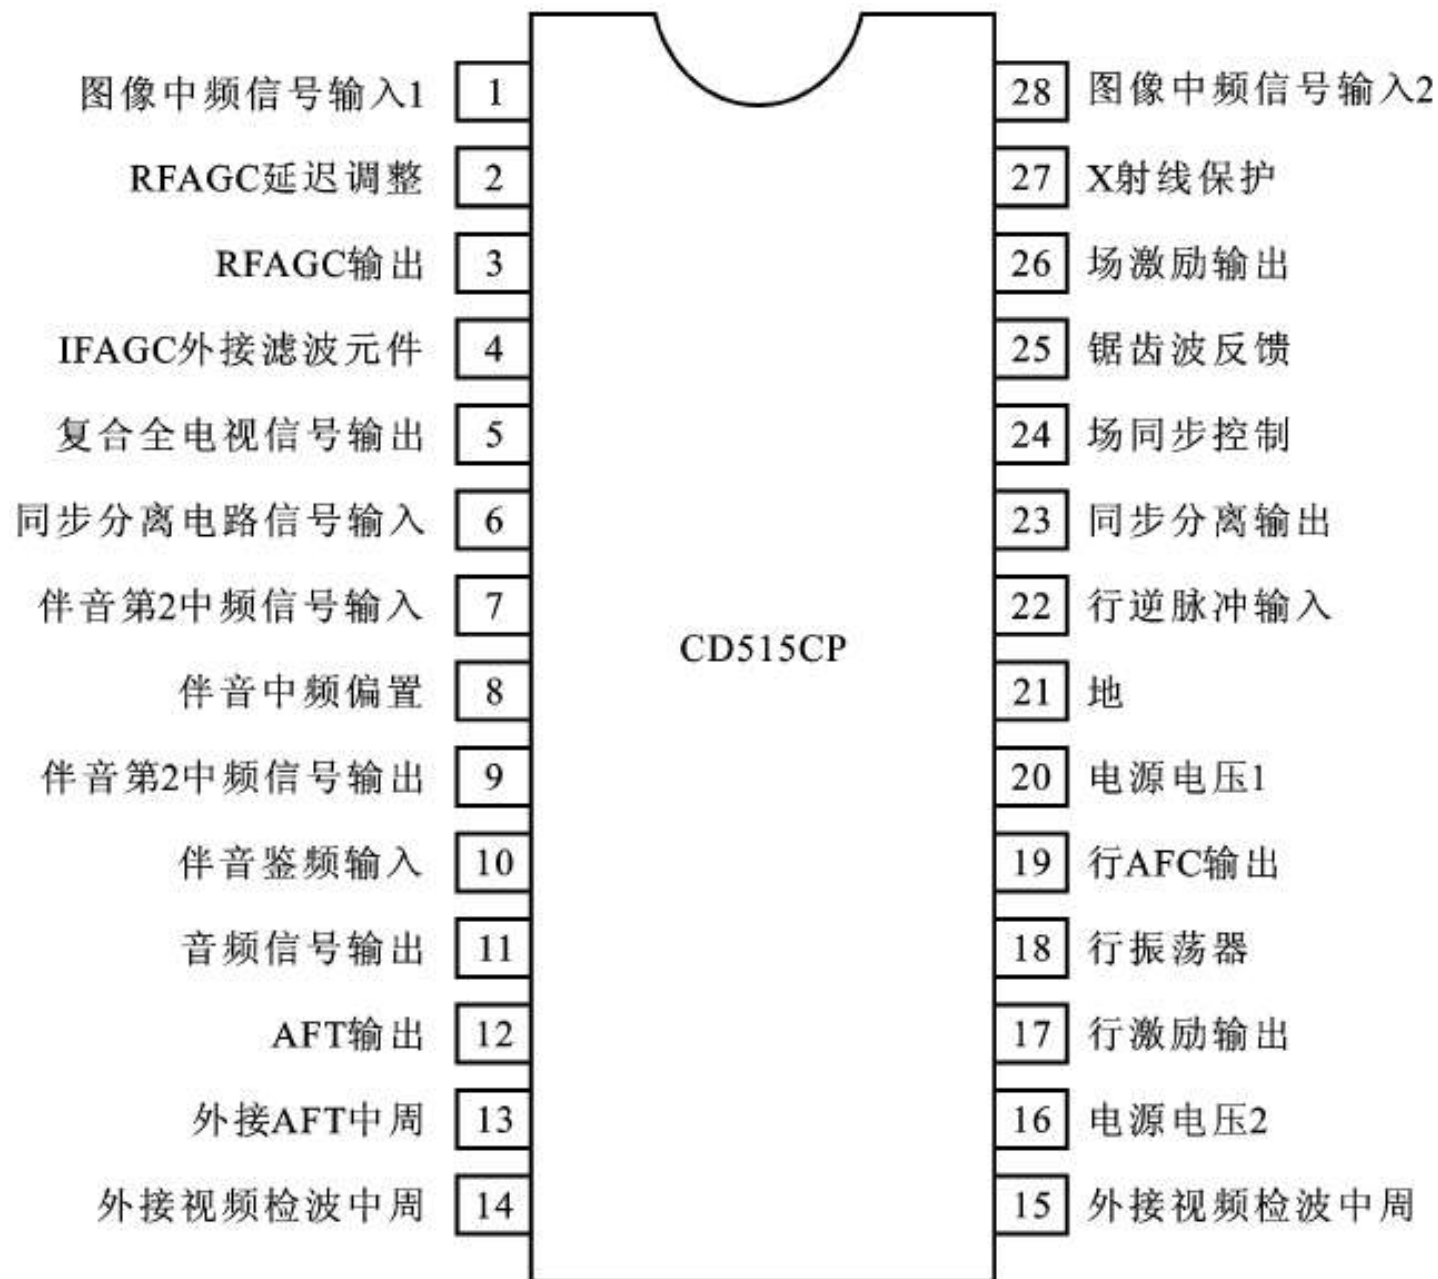 图像中频信号输入1 1 28 图像中频信号输入2
RFAGC延迟调整 2 27 X射线保护
RFAGC输出 3 26 场激励输出
IFAGC外接滤波元件 4 25 锯齿波反馈
复合全电视信号输出 5 24 场同步控制
同步分离电路信号输入 6 23 同步分离输出
伴音第2中频信号输入 7 22 行逆脉冲输入
CD515CP
伴音中频偏置 8 21 地
伴音第2中频信号输出 9 20 电源电压1
伴音鉴频输入 10 19 行AFC输出
音频信号输出 11 18 行振荡器
AFT输出 12 17 行激励输出
外接AFT中周 13 16 电源电压2
外接视频检波中周 14 15 外接视频检波中周